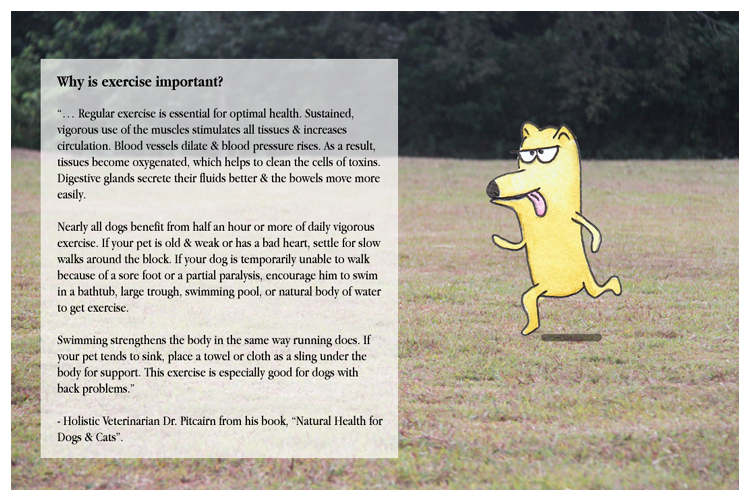 Why is exercise important?
“… Regular exercise is essential for optimal health. Sustained,
vigorous use of the muscles stimulates all tissues & increases
circulation. Blood vessels dilate & blood pressure rises. As a result,
tissues become oxygenated, which helps to clean the cells of toxins.
Digestive glands secrete their fluids better & the bowels move more
easily.
Nearly all dogs benefit from half an hour or more of daily vigorous
exercise. If your pet is old & weak or has a bad heart, settle for slow
walks around the block. If your dog is temporarily unable to walk
because of a sore foot or a partial paralysis, encourage him to swim
in a bathtub, large trough, swimming pool, or natural body of water
to get exercise.
Swimming strengthens the body in the same way running does. If
your pet tends to sink, place a towel or cloth as a sling under the
body for support. This exercise is especially good for dogs with
back problems.”
- Holistic Veterinarian Dr. Pitcairn from his book, “Natural Health for
Dogs & Cats”.